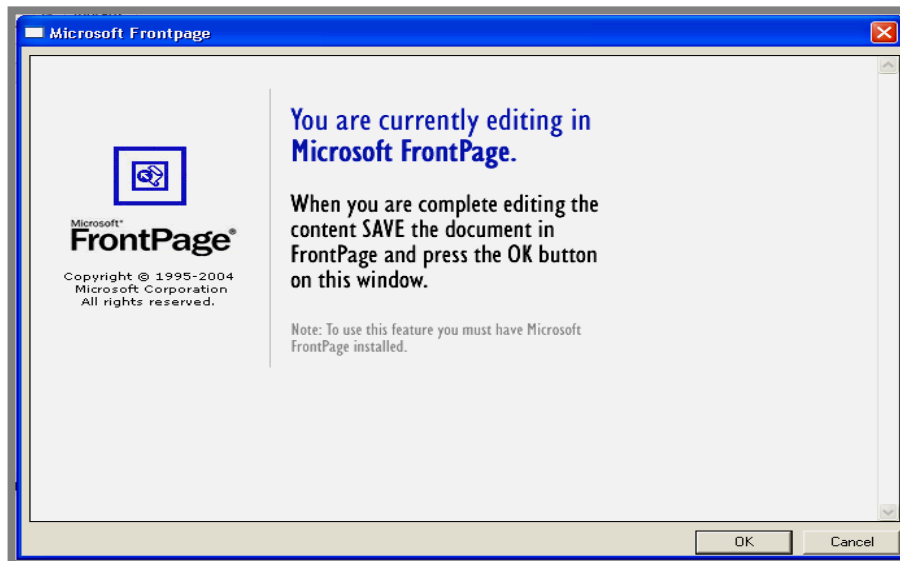 Microsoft Frontpage
You are currently editing in
Microsoft FrontPage.
When you are complete editing the
content SAVE the document in
FrontPage and press the OK button
on this window.
Note: To use this feature you must have Microsoft
FrontPage installed.
Microsoft*
FrontPage®
Copyright © 1995-2004
Microsoft Corporation
All rights reserved.
OK
Cancel